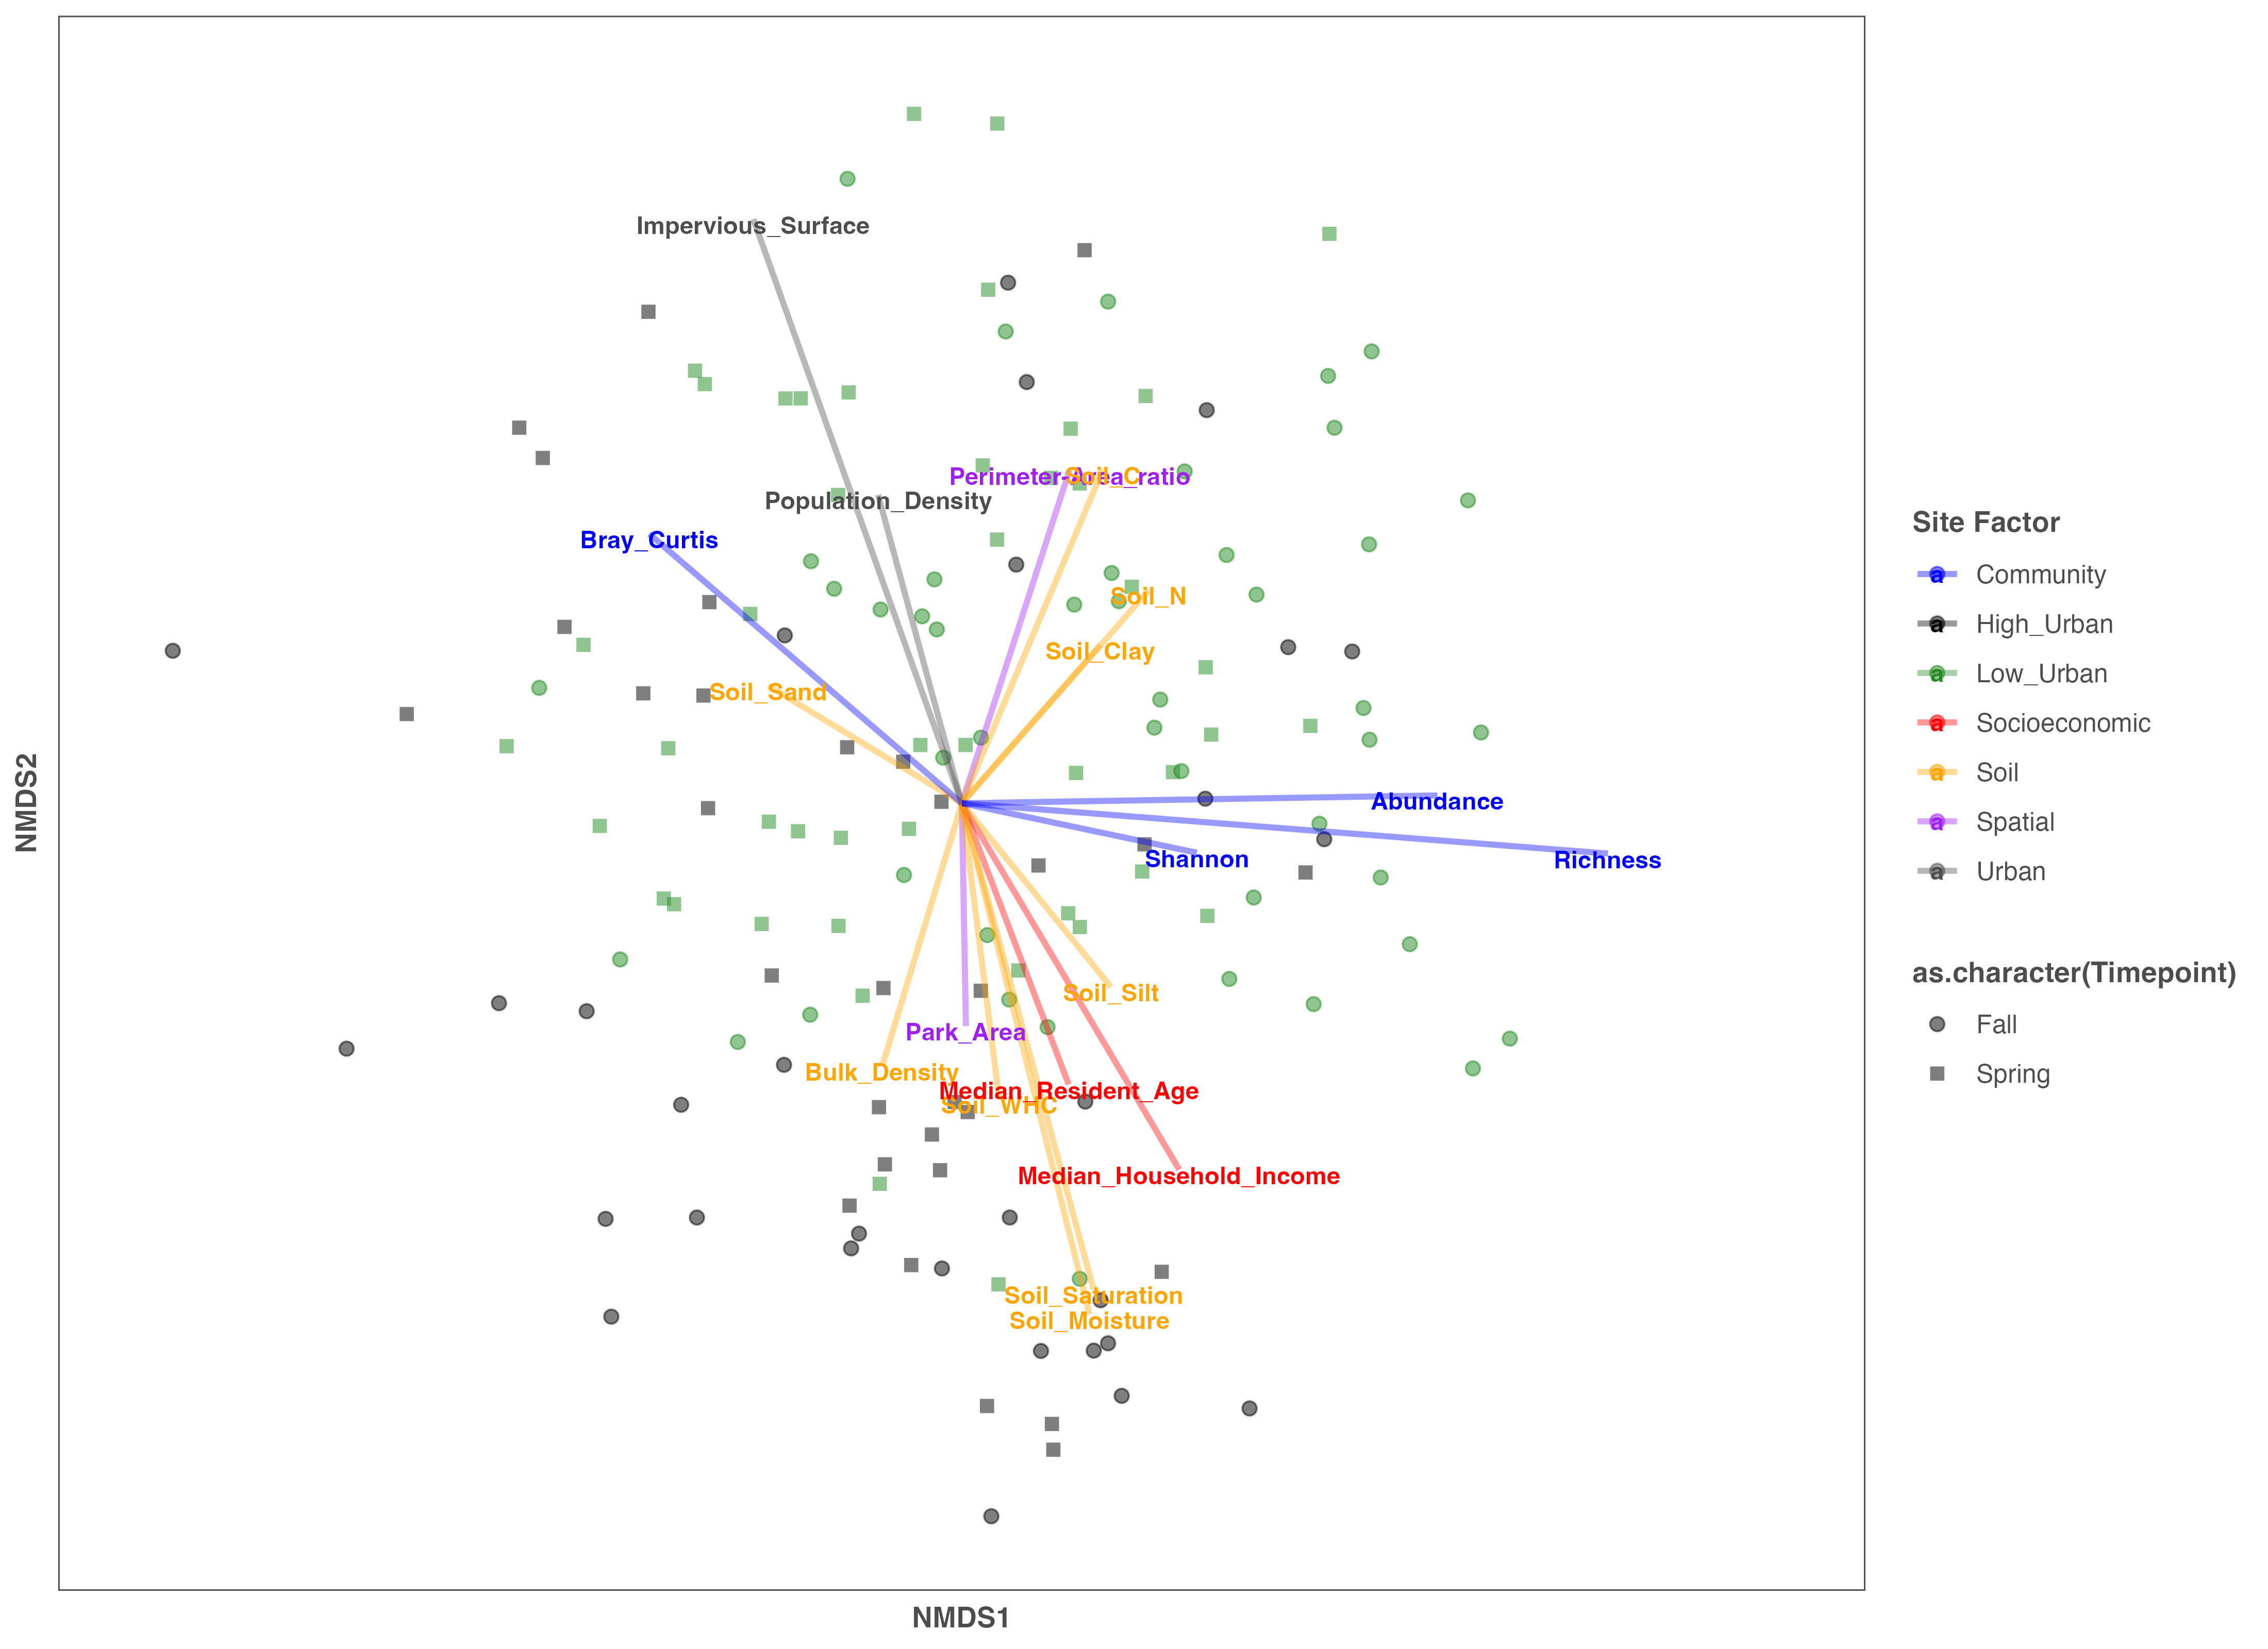 Impervious_Surface
Perimeter-Area_ratio
Soil_C
Population_Density
Bray_Curtis
Soil_N
Soil_Clay
Soil_Sand
Abundance
Shannon
Richness
Soil_Silt
Park_Area
Bulk_Density
Median_Resident_Age
Soil_WHC
Median_Household_Income
Soil_Saturation
Soil_Moisture
NMDS2
NMDS1
Site Factor
a Community
a High_Urban
a Low_Urban
a Socioeconomic
a Soil
a Spatial
a Urban
as.character(Timepoint)
Fall
Spring